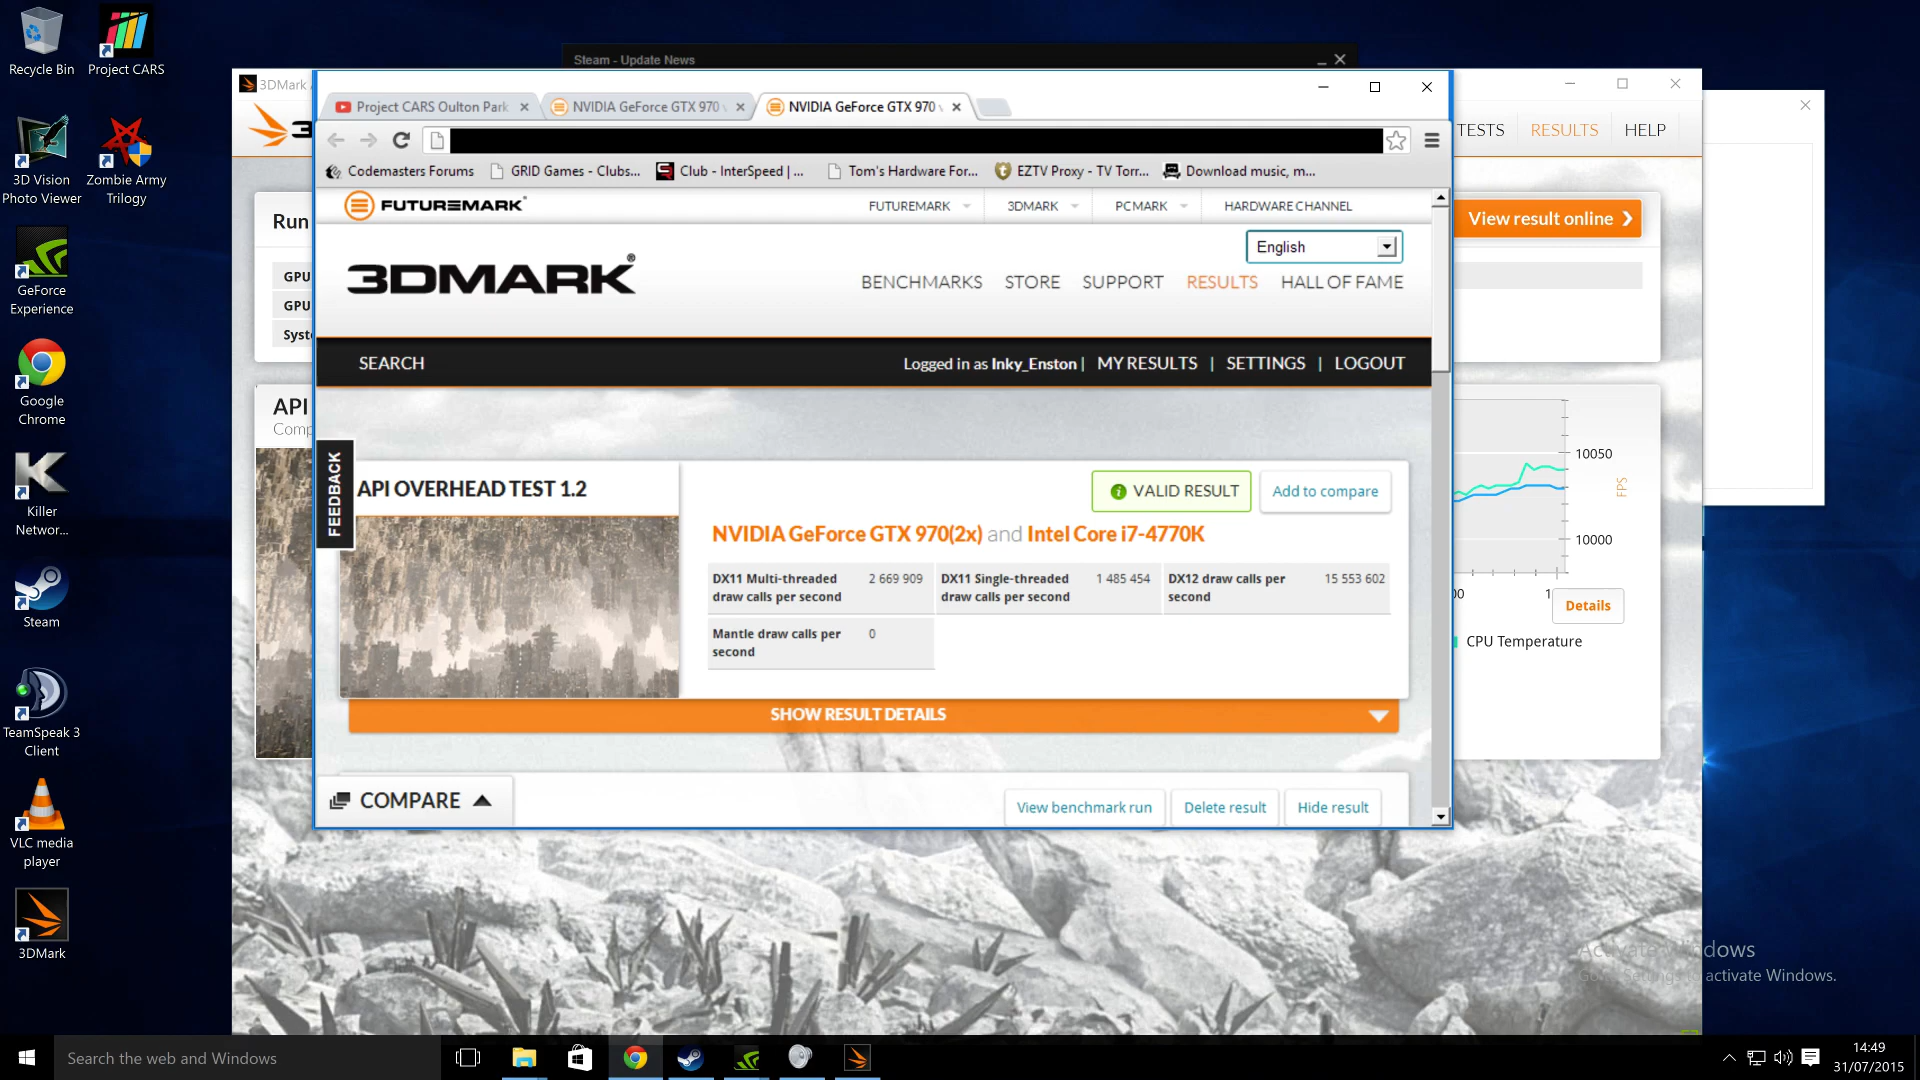 Recycle Bin
Project CARS
3D Vision
Photo Viewer
Zombie Army
Trilogy
GeForce
Experience
Google
Chrome
Killer
Networ...
Steam
TeamSpeak 3
Client
VLC media
player
3DMark
Steam - Update News
3DMark
Project CARS Oulton Park
NVIDIA GeForce GTX 970
NVIDIA GeForce GTX 970
Codemasters Forums
GRID Games - Clubs...
Club - InterSpeed | ...
Tom's Hardware For...
EZTV Proxy - TV Torr...
Download music, m...
FUTUREMARK®
FUTUREMARK
3DMARK
PCMARK
HARDWARE CHANNEL
English
3DMARK®
BENCHMARKS
STORE
SUPPORT
RESULTS
HALL OF FAME
SEARCH
Logged in as Inky_Enston |
MY RESULTS | SETTINGS | LOGOUT
FEEDBACK
API OVERHEAD TEST 1.2
VALID RESULT
Add to compare
NVIDIA GeForce GTX 970(2x) and Intel Core i7-4770K
DX11 Multi-threaded
draw calls per second
2 669 909
DX11 Single-threaded
draw calls per second
1 485 454
DX12 draw calls per
second
15 553 602
Mantle draw calls per
second
0
SHOW RESULT DETAILS
COMPARE
View benchmark run
Delete result
Hide result
Run
GPU
GPU
Syst
API
Comp
TESTS
RESULTS
HELP
View result online
10050
10000
FPS
00
1
Details
CPU Temperature
Activate Windows
activate Windows.
Search the web and Windows
14:49
31/07/2015